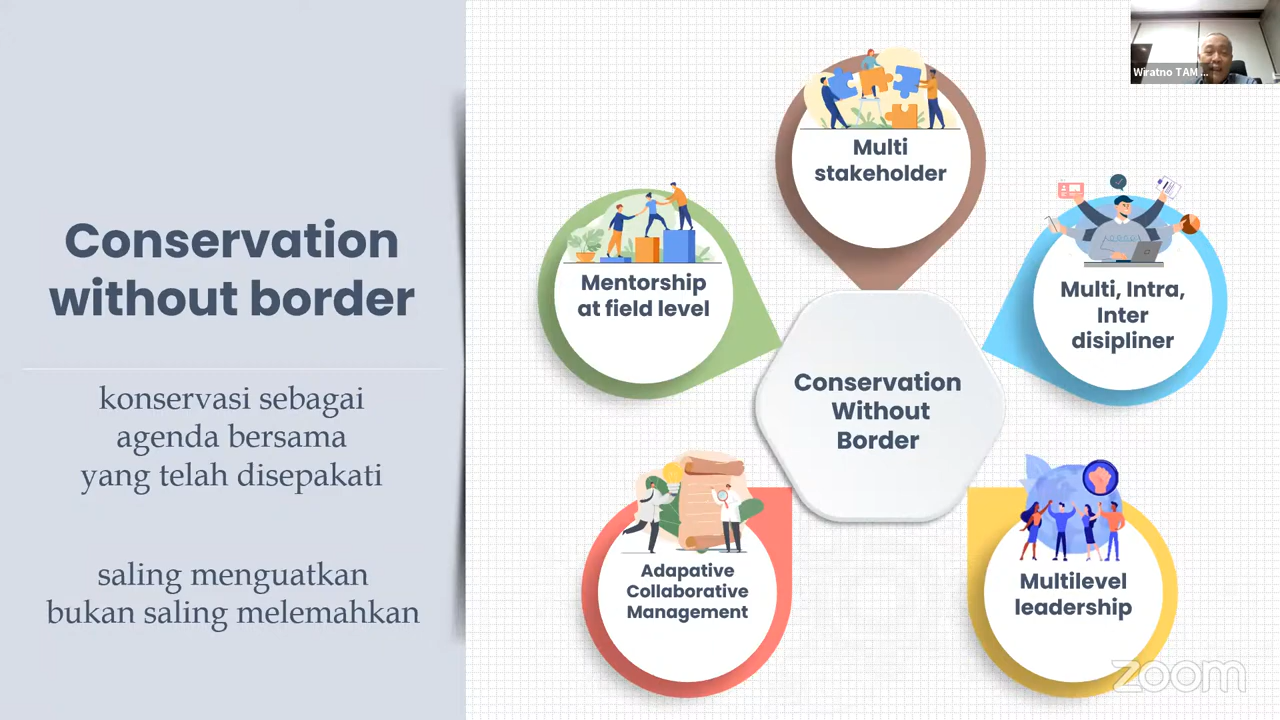 Conservation
without border
konservasi sebagai
agenda bersama
yang telah disepakati
saling menguatkan
bukan saling melemahkan
Multi
stakeholder
Mentorship
at field level
Multi, Intra,
Inter
disipliner
Conservation
Without
Border
Adapative
Collaborative
Management
Multilevel
leadership
Wiratno TAM ...
zoom